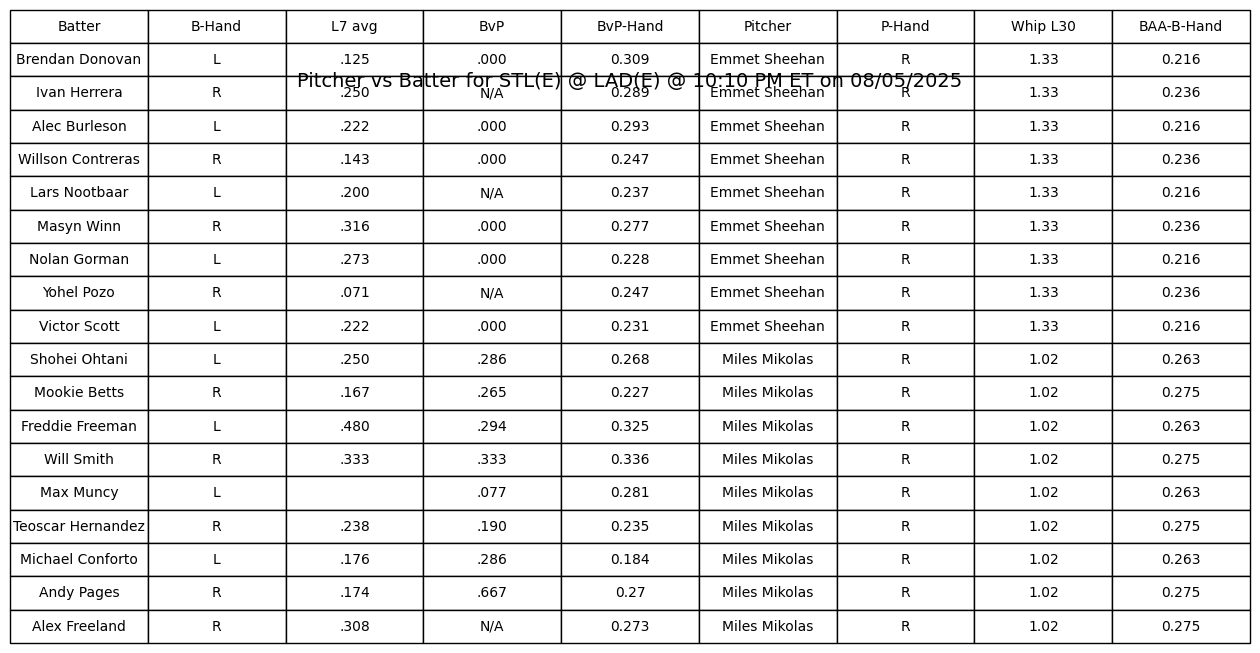 Batter B-Hand L7 avg BvP BvP-Hand Pitcher P-Hand Whip L30 BAA-B-Hand
Brendan Donovan L .125 .000 0.309 Emmet Sheehan R 1.33 0.216
Pitcher vs Batter for STL(E) @ LAD(E) @ 10:10 PM ET on 08/05/2025
Ivan Herrera R .250 N/A 0.289 Emmet Sheehan R 1.33 0.236
Alec Burleson L .222 .000 0.293 Emmet Sheehan R 1.33 0.216
Willson Contreras R .143 .000 0.247 Emmet Sheehan R 1.33 0.236
Lars Nootbaar L .200 N/A 0.237 Emmet Sheehan R 1.33 0.216
Masyn Winn R .316 .000 0.277 Emmet Sheehan R 1.33 0.236
Nolan Gorman L .273 .000 0.228 Emmet Sheehan R 1.33 0.216
Yohel Pozo R .071 N/A 0.247 Emmet Sheehan R 1.33 0.236
Victor Scott L .222 .000 0.231 Emmet Sheehan R 1.33 0.216
Shohei Ohtani L .250 .286 0.268 Miles Mikolas R 1.02 0.263
Mookie Betts R .167 .265 0.227 Miles Mikolas R 1.02 0.275
Freddie Freeman L .480 .294 0.325 Miles Mikolas R 1.02 0.263
Will Smith R .333 .333 0.336 Miles Mikolas R 1.02 0.275
Max Muncy L .077 0.281 Miles Mikolas R 1.02 0.263
Teoscar Hernandez R .238 .190 0.235 Miles Mikolas R 1.02 0.275
Michael Conforto L .176 .286 0.184 Miles Mikolas R 1.02 0.263
Andy Pages R .174 .667 0.27 Miles Mikolas R 1.02 0.275
Alex Freeland R .308 N/A 0.273 Miles Mikolas R 1.02 0.275